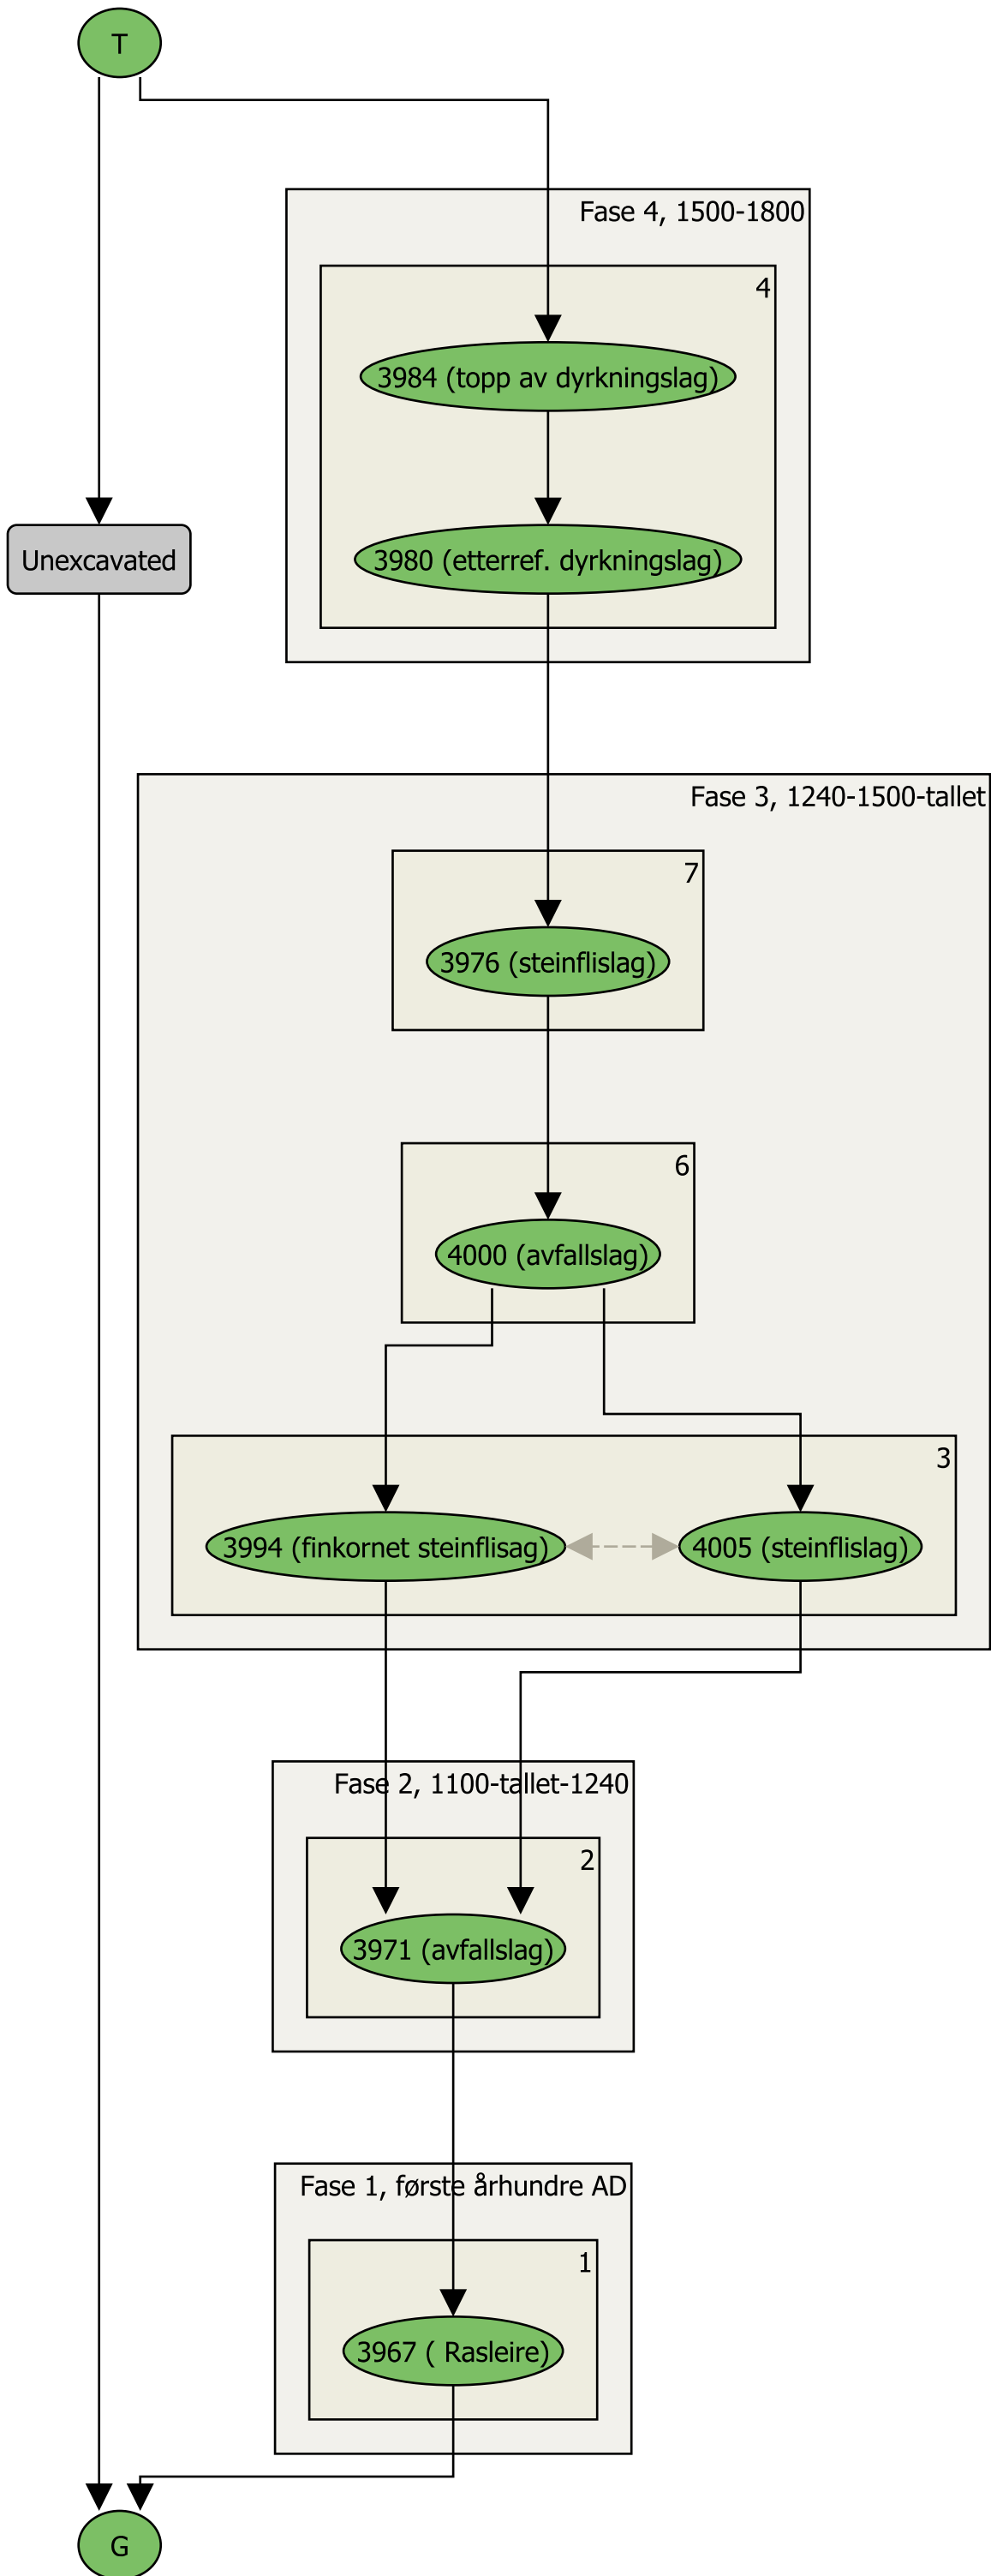 T
Fase 4, 1500-1800
4
3984 (topp av dyrkningslag)
Unexcavated
3980 (etterref. dyrkningslag)
Fase 3, 1240-1500-tallet
7
3976 (steinflislag)
6
4000 (avfallslag)
3
3994 (finkornet steinflisag)
4005 (steinflislag)
Fase 2, 1100-tallet-1240
2
3971 (avfallslag)
Fase 1, første århundre AD
1
3967 ( Rasleire)
G